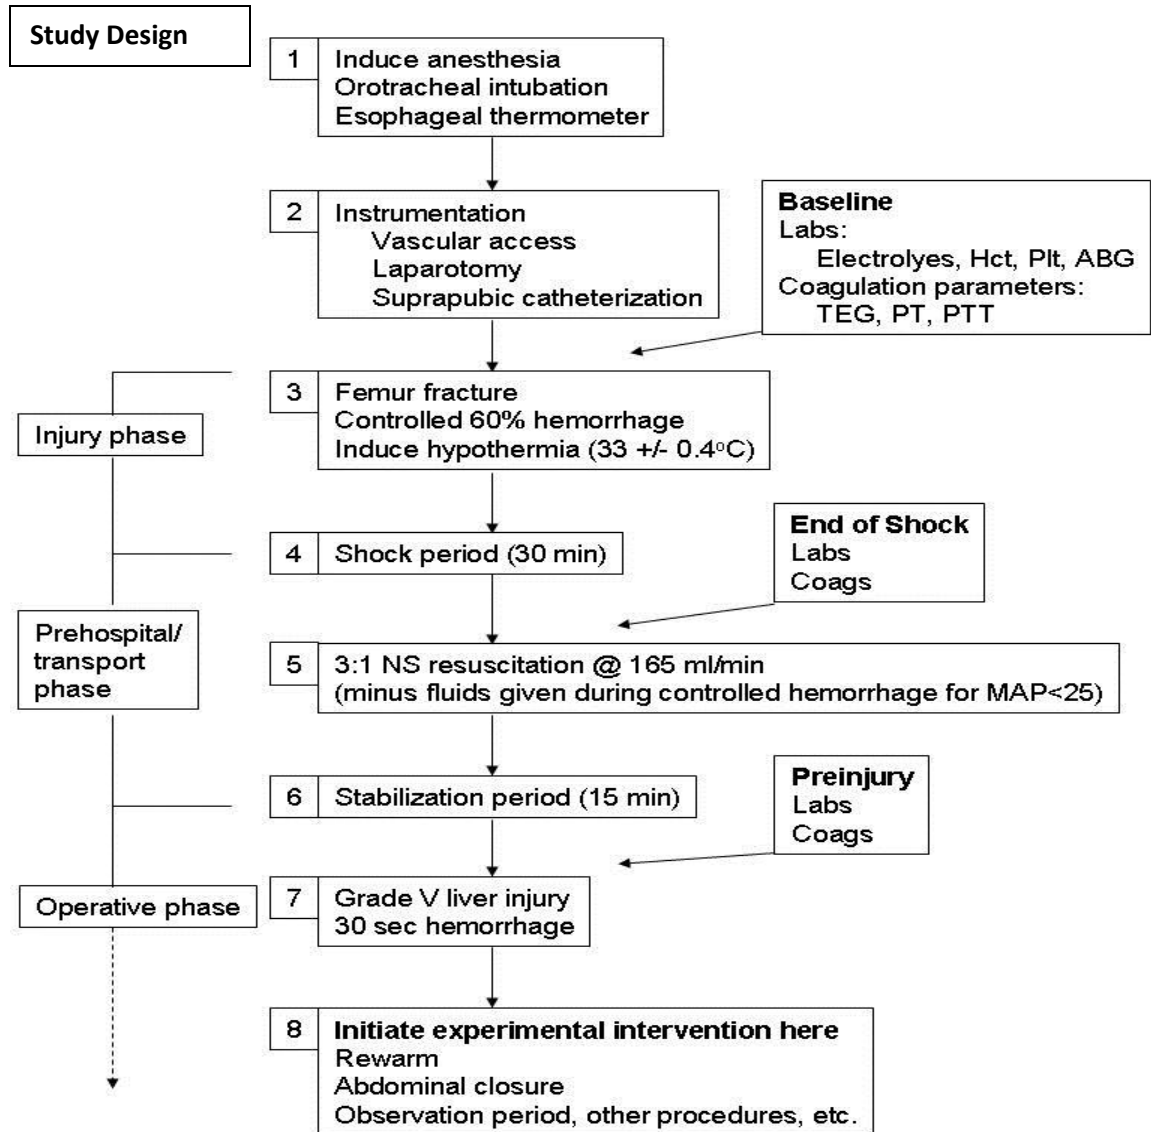 Study Design
1
Induce anesthesia
Orotracheal intubation
Esophageal thermometer
2
Instrumentation
Vascular access
Laparotomy
Suprapubic catheterization
Baseline
Labs:
Electrolyes, Hct, Plt, ABG
Coagulation parameters:
TEG, PT, PTT
Injury phase
3
Femur fracture
Controlled 60% hemorrhage
Induce hypothermia (33 +/- 0.4°C)
4
Shock period (30 min)
End of Shock
Labs
Coags
Prehospital/
transport
phase
5
3:1 NS resuscitation @ 165 ml/min
(minus fluids given during controlled hemorrhage for MAP<25)
6
Stabilization period (15 min)
Preinjury
Labs
Coags
Operative phase
7
Grade V liver injury
30 sec hemorrhage
8
Initiate experimental intervention here
Rewarm
Abdominal closure
Observation period, other procedures, etc.